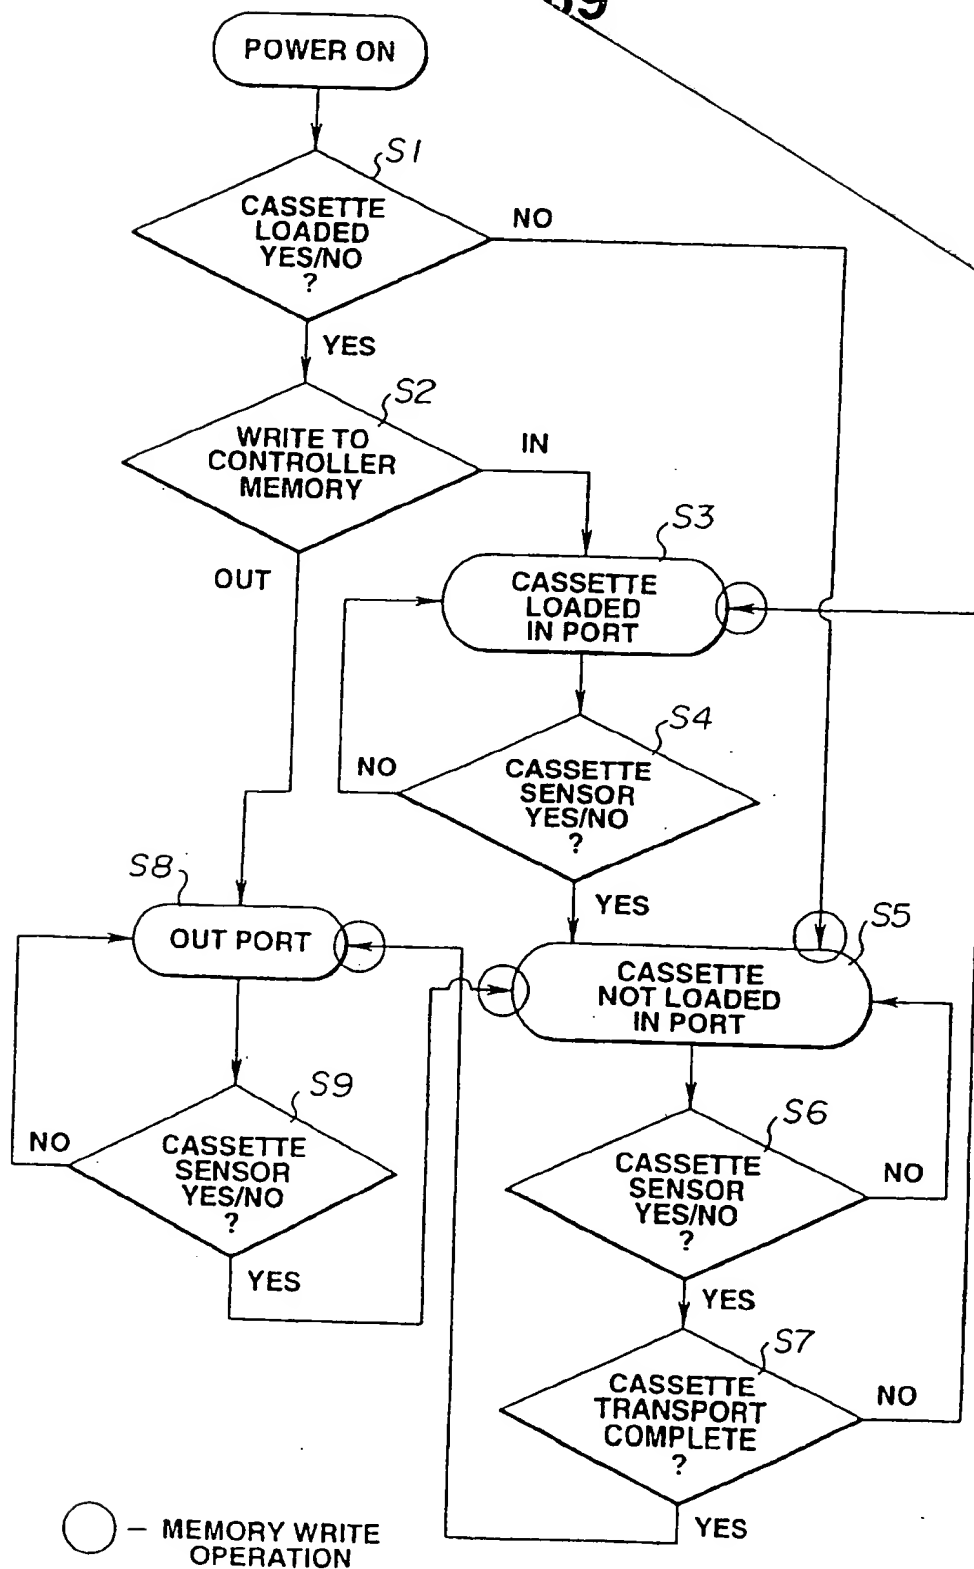 POWER ON
S1
CASSETTE
LOADED
YES/NO
?
NO
YES
S2
WRITE TO
CONTROLLER
MEMORY
IN
OUT
S3
CASSETTE
LOADED
IN PORT
S4
CASSETTE
SENSOR
YES/NO
?
NO
YES
S8
OUT PORT
S5
CASSETTE
NOT LOADED
IN PORT
S9
CASSETTE
SENSOR
YES/NO
?
NO
YES
S6
CASSETTE
SENSOR
YES/NO
?
NO
YES
S7
CASSETTE
TRANSPORT
COMPLETE
?
NO
YES
– MEMORY WRITE
OPERATION